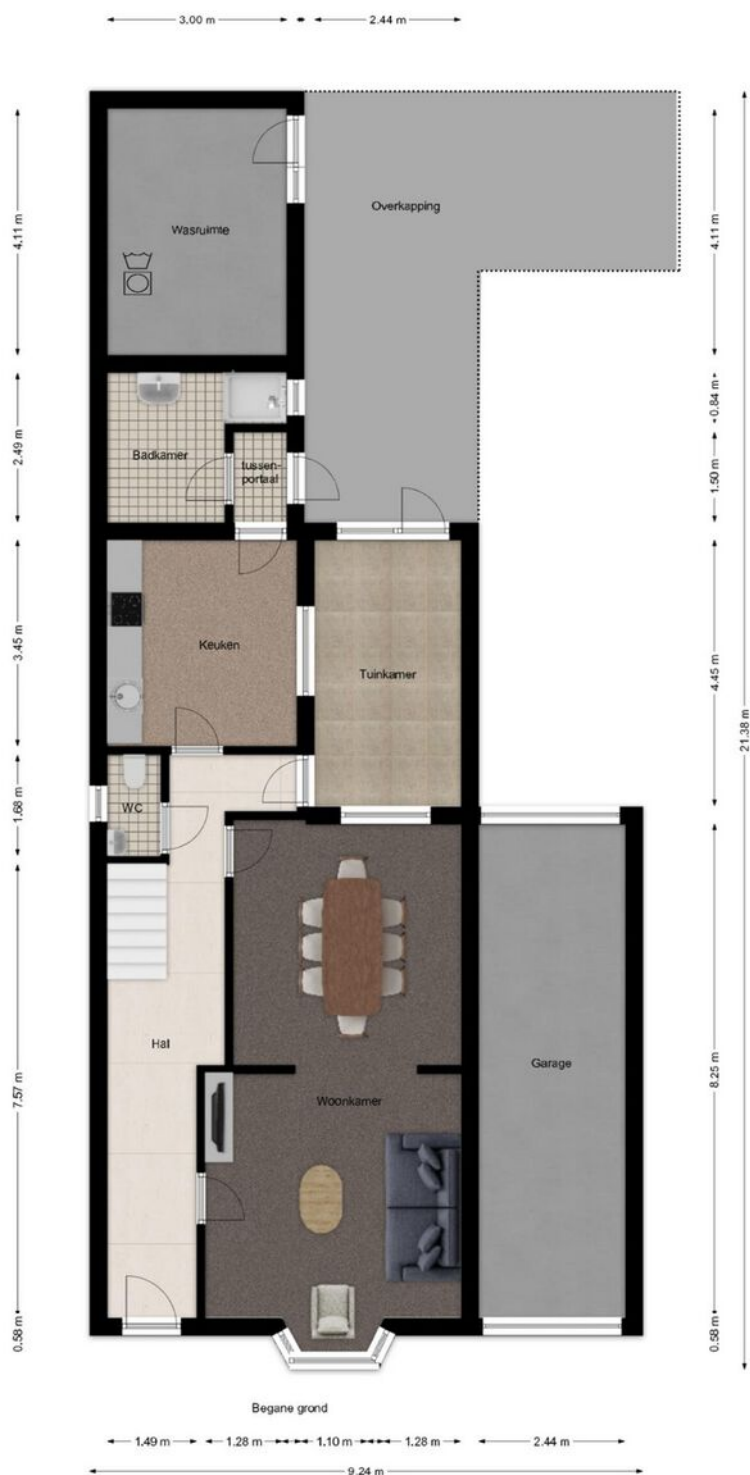 3.00 m
2.44 m
4.11 m
4.11 m
Overkapping
Wasruimte
2.49 m
0.84 m
Badkamer
tussen-
portaal
1.50 m
3.45 m
Keuken
Tuinkamer
4.45 m
21.38 m
1.68 m
WC
7.57 m
Hal
Garage
8.25 m
Woonkamer
0.58 m
0.58 m
Begane grond
1.49 m
1.28 m
1.10 m
1.28 m
2.44 m
9.24 m